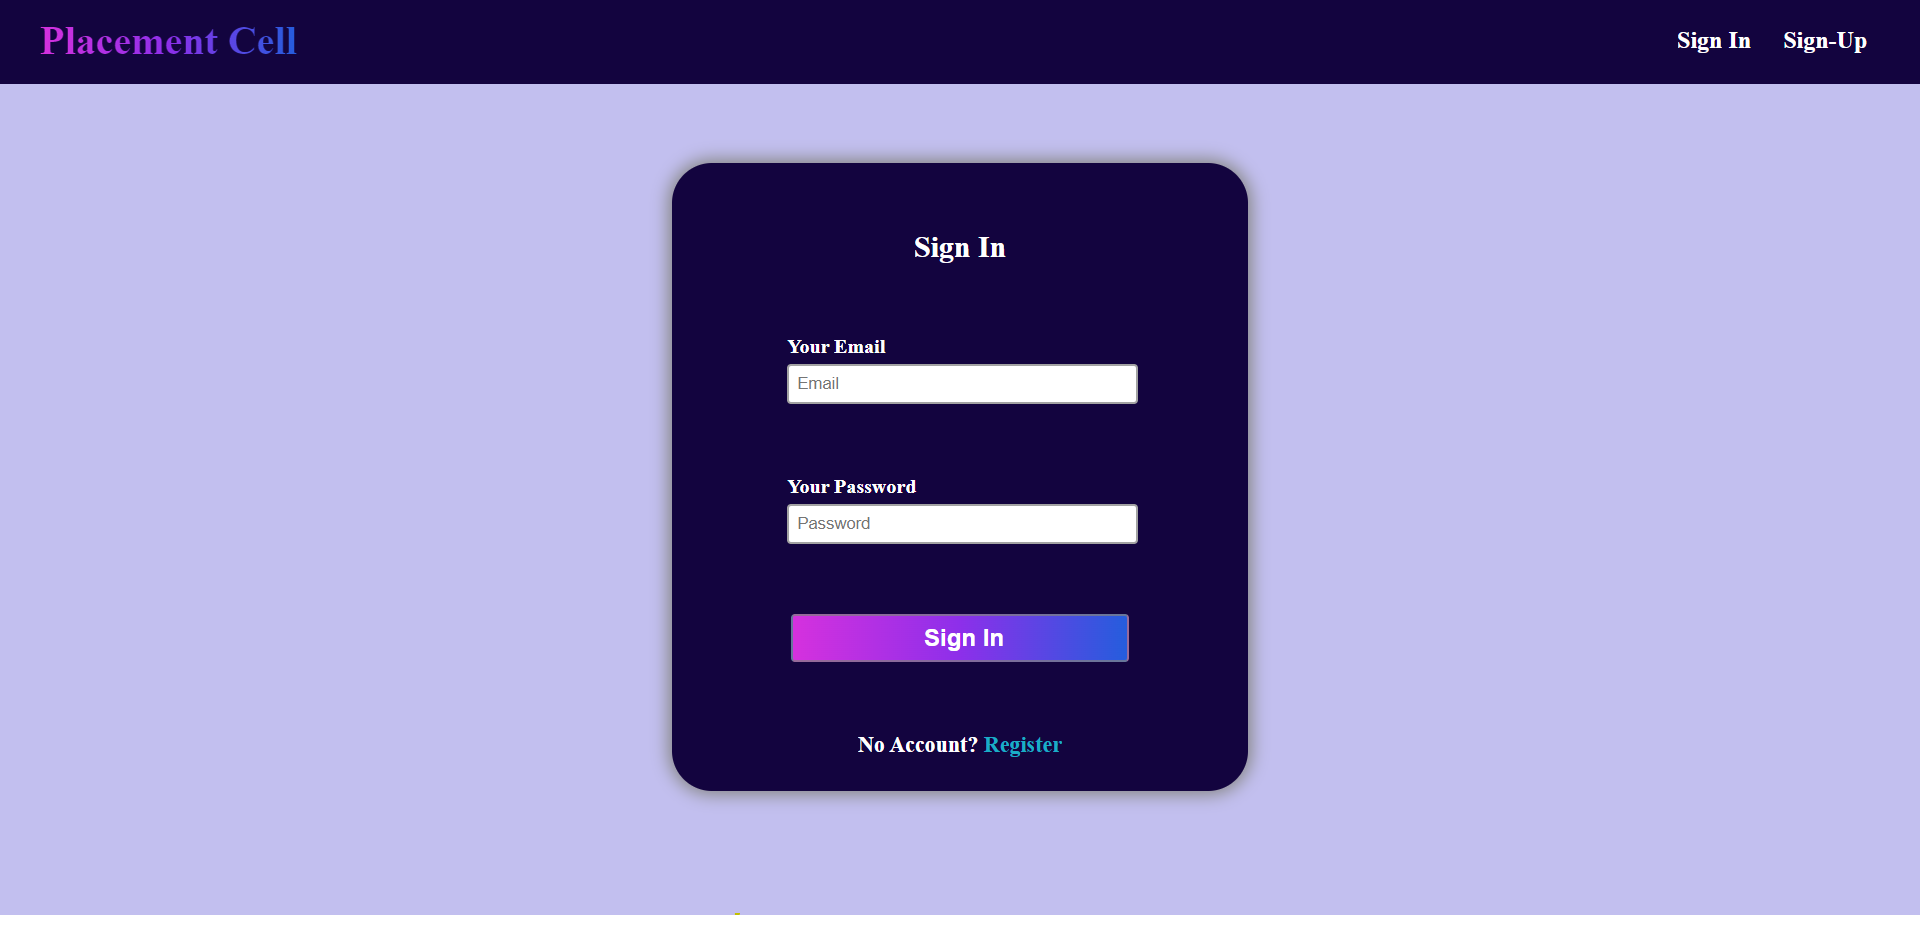 Placement Cell
Sign In
Sign-Up
Sign In
Your Email
Email
Your Password
Password
Sign In
No Account? Register